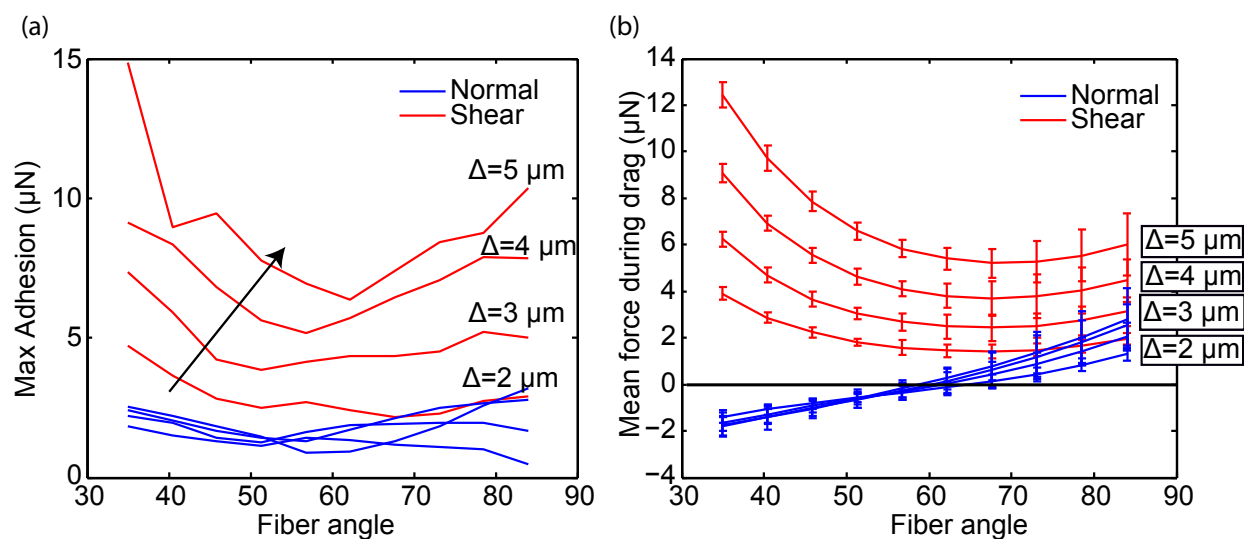 (a)
15
10
5
0
30 40 50 60 70 80 90
Max Adhesion (µN)
Fiber angle
Normal
Shear
Δ=5 µm
Δ=4 µm
Δ=3 µm
Δ=2 µm
(b)
14
12
10
8
6
4
2
0
−2
−4
30 40 50 60 70 80 90
Mean force during drag (µN)
Fiber angle
Normal
Shear
Δ=5 µm
Δ=4 µm
Δ=3 µm
Δ=2 µm